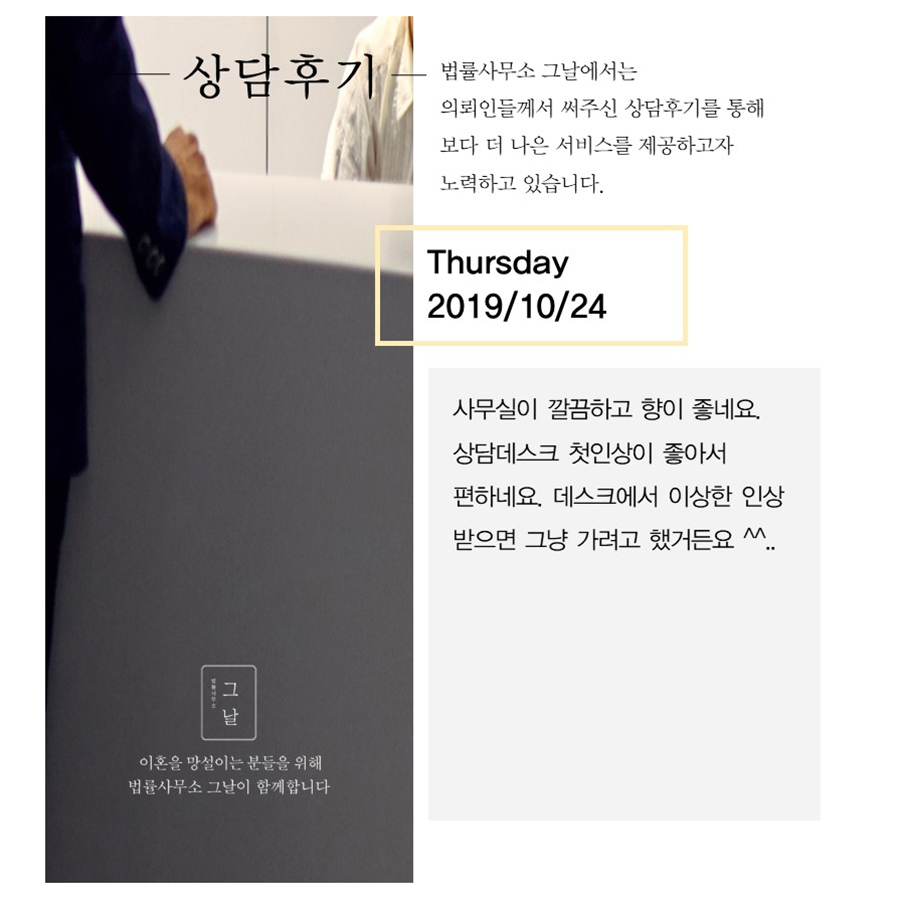 상담후기
법률사무소 그날에서는
의뢰인들께서 써주신 상담후기를 통해
보다 더 나은 서비스를 제공하고자
노력하고 있습니다.
Thursday
2019/10/24
사무실이 깔끔하고 향이 좋네요.
상담데스크 첫인상이 좋아서
편하네요. 데스크에서 이상한 인상
받으면 그냥 가려고 했거든요 ^^..
법률사무소
그날
이혼을 망설이는 분들을 위해
법률사무소 그날이 함께합니다